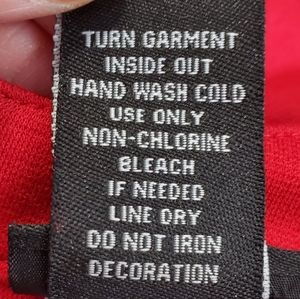 TURN GARMENT
INSIDE OUT
HAND WASH COLD
USE ONLY
NON-CHLORINE
BLEACH
IF NEEDED
LINE DRY
DO NOT IRON
DECORATION